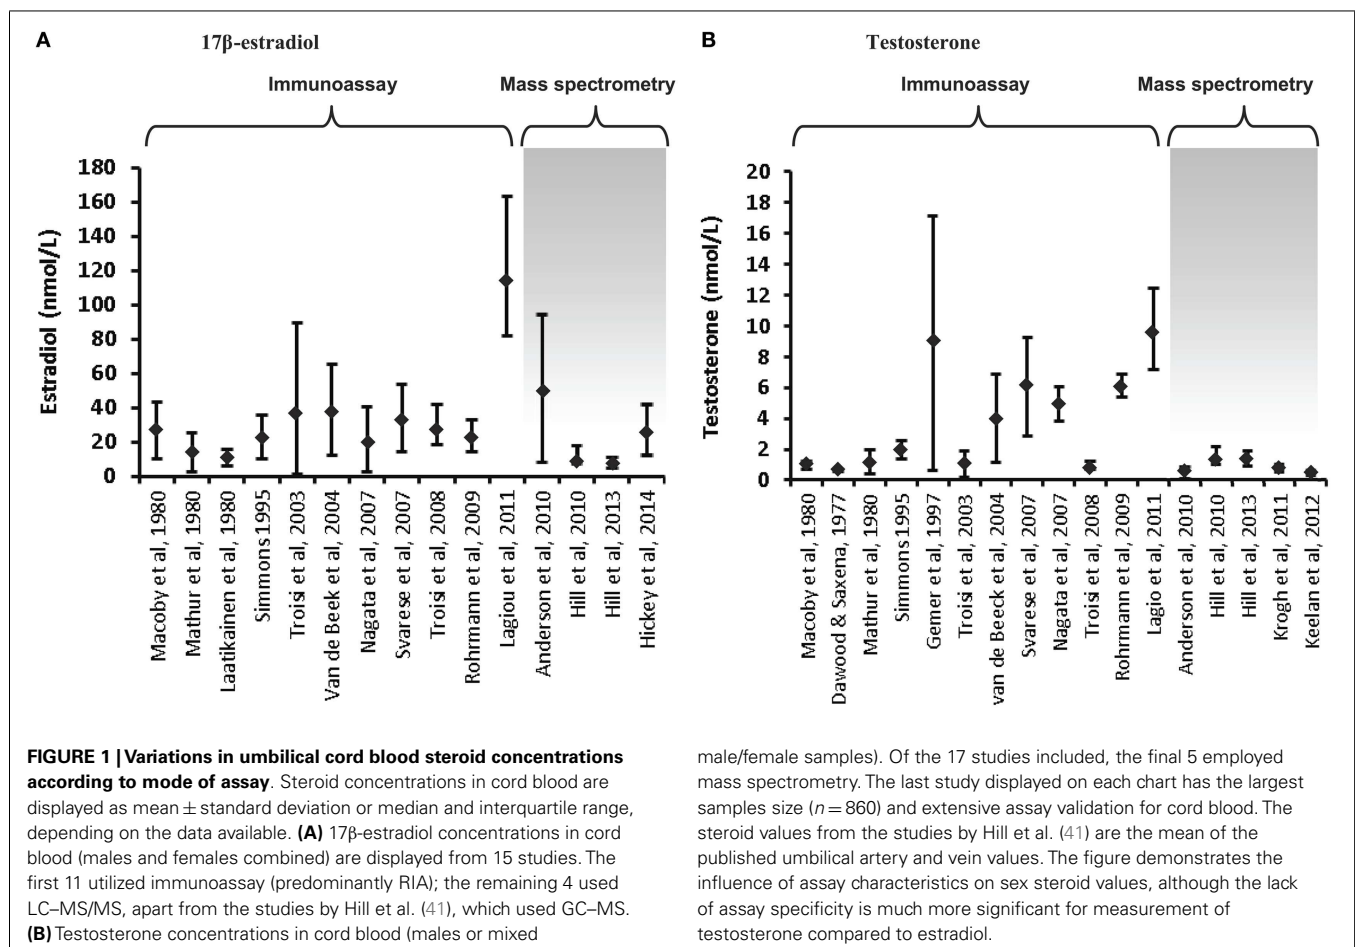 A
17β-estradiol
Immunoassay
Mass spectrometry
Estradiol (nmol/L)
180
160
140
120
100
80
60
40
20
0
Macoby et al, 1980
Mathur et al, 1980
Laatikainen et al, 1980
Simmons 1995
Troisi et al, 2003
Van de Beek et al, 2004
Nagata et al, 2007
Svarese et al, 2007
Troisi et al, 2008
Rohrmann et al, 2009
Lagiou et al, 2011
Anderson et al, 2010
Hill et al, 2010
Hill et al, 2013
Hickey et al, 2014
B
Testosterone
Immunoassay
Mass spectrometry
Testosterone (nmol/L)
20
18
16
14
12
10
8
6
4
2
0
Macoby et al, 1980
Dawood & Saxena, 1977
Mathur et al, 1980
Simmons 1995
Gemer et al, 1997
Troisi et al, 2003
van de Beeck et al, 2004
Svarese et al, 2007
Nagata et al, 2007
Troisi et al, 2008
Rohrmann et al, 2009
Lagio et al, 2011
Anderson et al, 2010
Hill et al, 2010
Hill et al, 2013
Krogh et al, 2011
Keelan et al, 2012
FIGURE 1 | Variations in umbilical cord blood steroid concentrations
according to mode of assay. Steroid concentrations in cord blood are
displayed as mean ± standard deviation or median and interquartile range,
depending on the data available. (A) 17β-estradiol concentrations in cord
blood (males and females combined) are displayed from 15 studies. The
first 11 utilized immunoassay (predominantly RIA); the remaining 4 used
LC–MS/MS, apart from the studies by Hill et al. (41), which used GC–MS.
(B) Testosterone concentrations in cord blood (males or mixed
male/female samples). Of the 17 studies included, the final 5 employed
mass spectrometry. The last study displayed on each chart has the largest
samples size (n = 860) and extensive assay validation for cord blood. The
steroid values from the studies by Hill et al. (41) are the mean of the
published umbilical artery and vein values. The figure demonstrates the
influence of assay characteristics on sex steroid values, although the lack
of assay specificity is much more significant for measurement of
testosterone compared to estradiol.